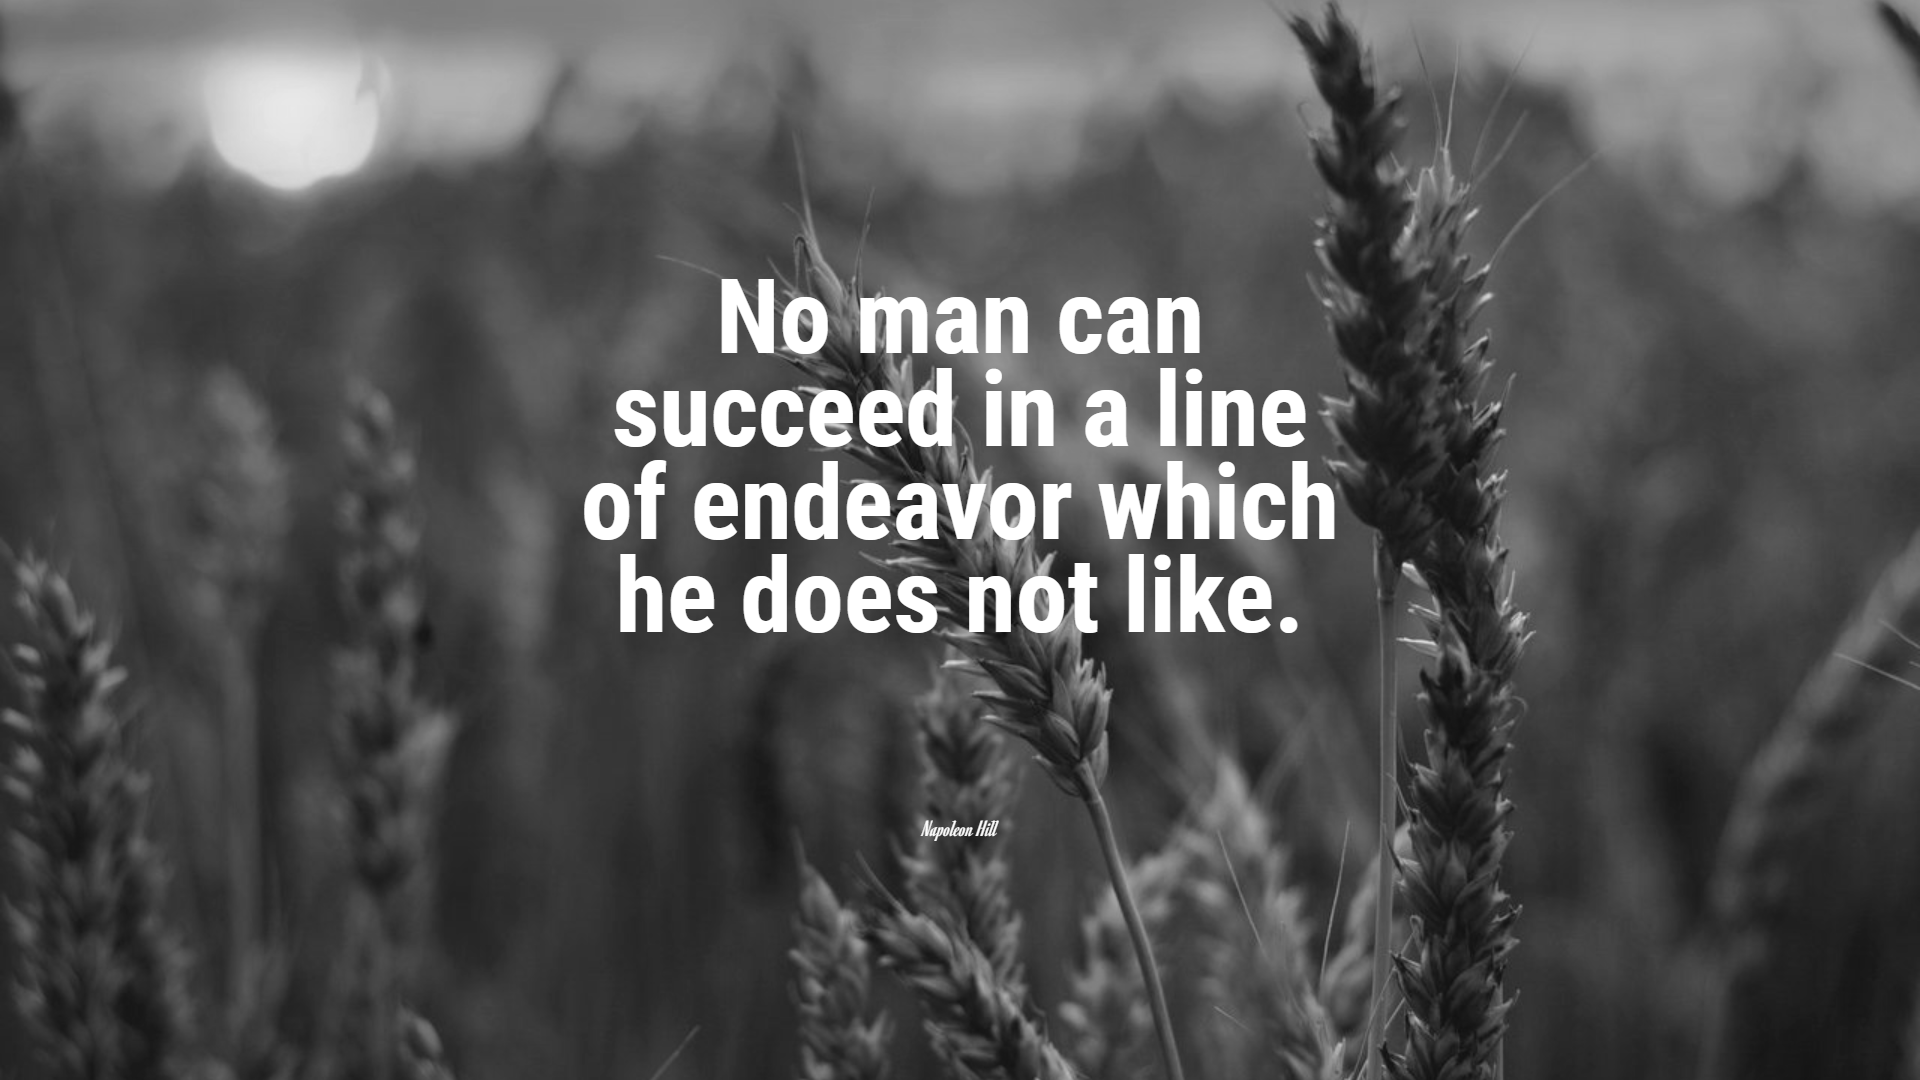 No man can
succeed in a line
of endeavor which
he does not like.
Napoleon Hill